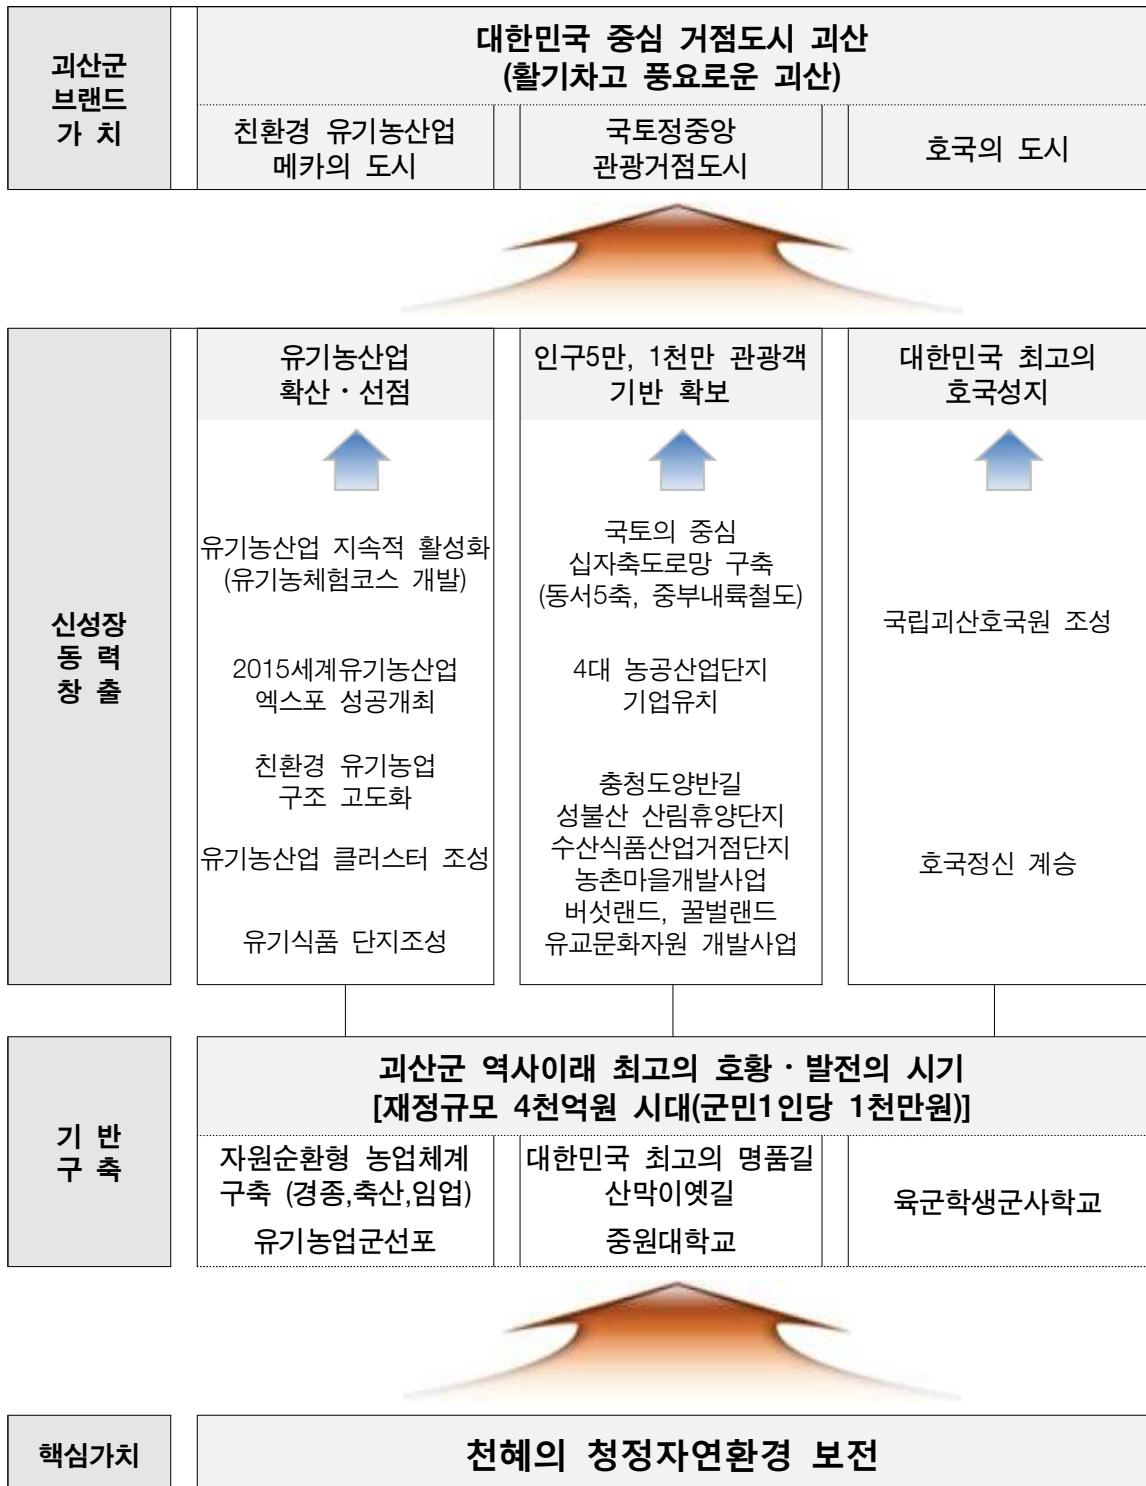 괴산군
브랜드
가 치
대한민국 중심 거점도시 괴산
(활기차고 풍요로운 괴산)
친환경 유기농산업
메카의 도시
국토정중앙
관광거점도시
호국의 도시
신성장
동 력
창 출
유기농산업
확산 · 선점
유기농산업 지속적 활성화
(유기농체험코스 개발)
2015세계유기농산업
엑스포 성공개최
친환경 유기농업
구조 고도화
유기농산업 클러스터 조성
유기식품 단지조성
인구5만, 1천만 관광객
기반 확보
국토의 중심
십자축도로망 구축
(동서5축, 중부내륙철도)
4대 농공산업단지
기업유치
충청도양반길
성불산 산림휴양단지
수산식품산업거점단지
농촌마을개발사업
버섯랜드, 꿀벌랜드
유교문화자원 개발사업
대한민국 최고의
호국성지
국립괴산호국원 조성
호국정신 계승
기 반
구 축
괴산군 역사이래 최고의 호황 · 발전의 시기
[재정규모 4천억원 시대(군민1인당 1천만원)]
자원순환형 농업체계
구축 (경종,축산,임업)
유기농업군선포
대한민국 최고의 명품길
산막이옛길
중원대학교
육군학생군사학교
핵심가치
천혜의 청정자연환경 보전